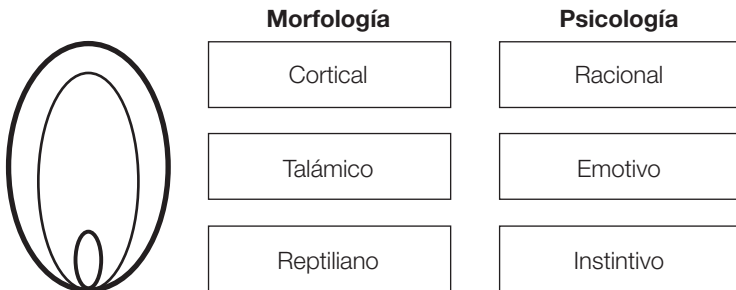 Morfología Psicología
Cortical Racional
Talámico Emotivo
Reptiliano Instintivo